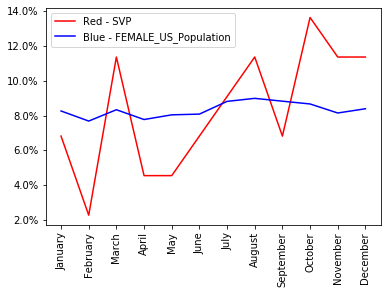 14.0%
12.0%
10.0%
8.0%
6.0%
4.0%
2.0%
Red - SVP
Blue - FEMALE_US_Population
January
February
March
April
May
June
July
August
September
October
November
December